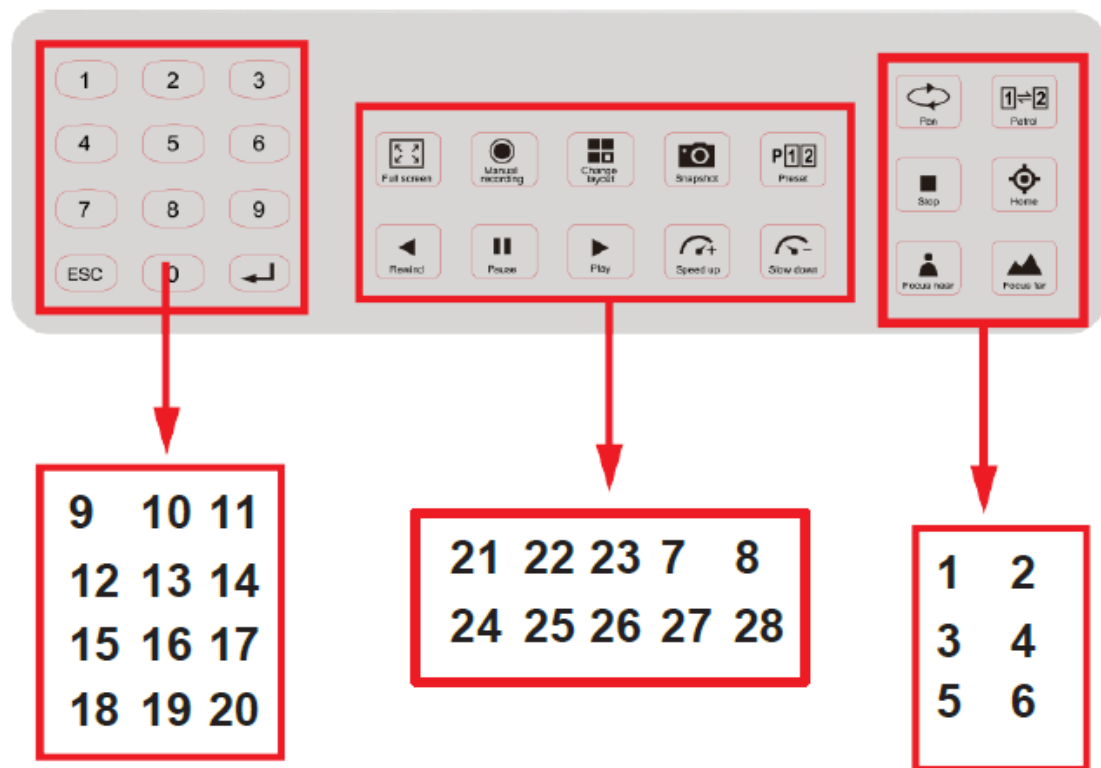 1 2 3
4 5 6
7 8 9
ESC 0
Full screen
Manual
recording
Change
layout
Snapshot
P 1 2
Preset
Rewind
Pause
Play
+
Speed up
-
Slow down
Pan
1 ⇌ 2
Patrol
Stop
Home
Focus near
Focus far
9 10 11
12 13 14
15 16 17
18 19 20
21 22 23 7 8
24 25 26 27 28
1 2
3 4
5 6